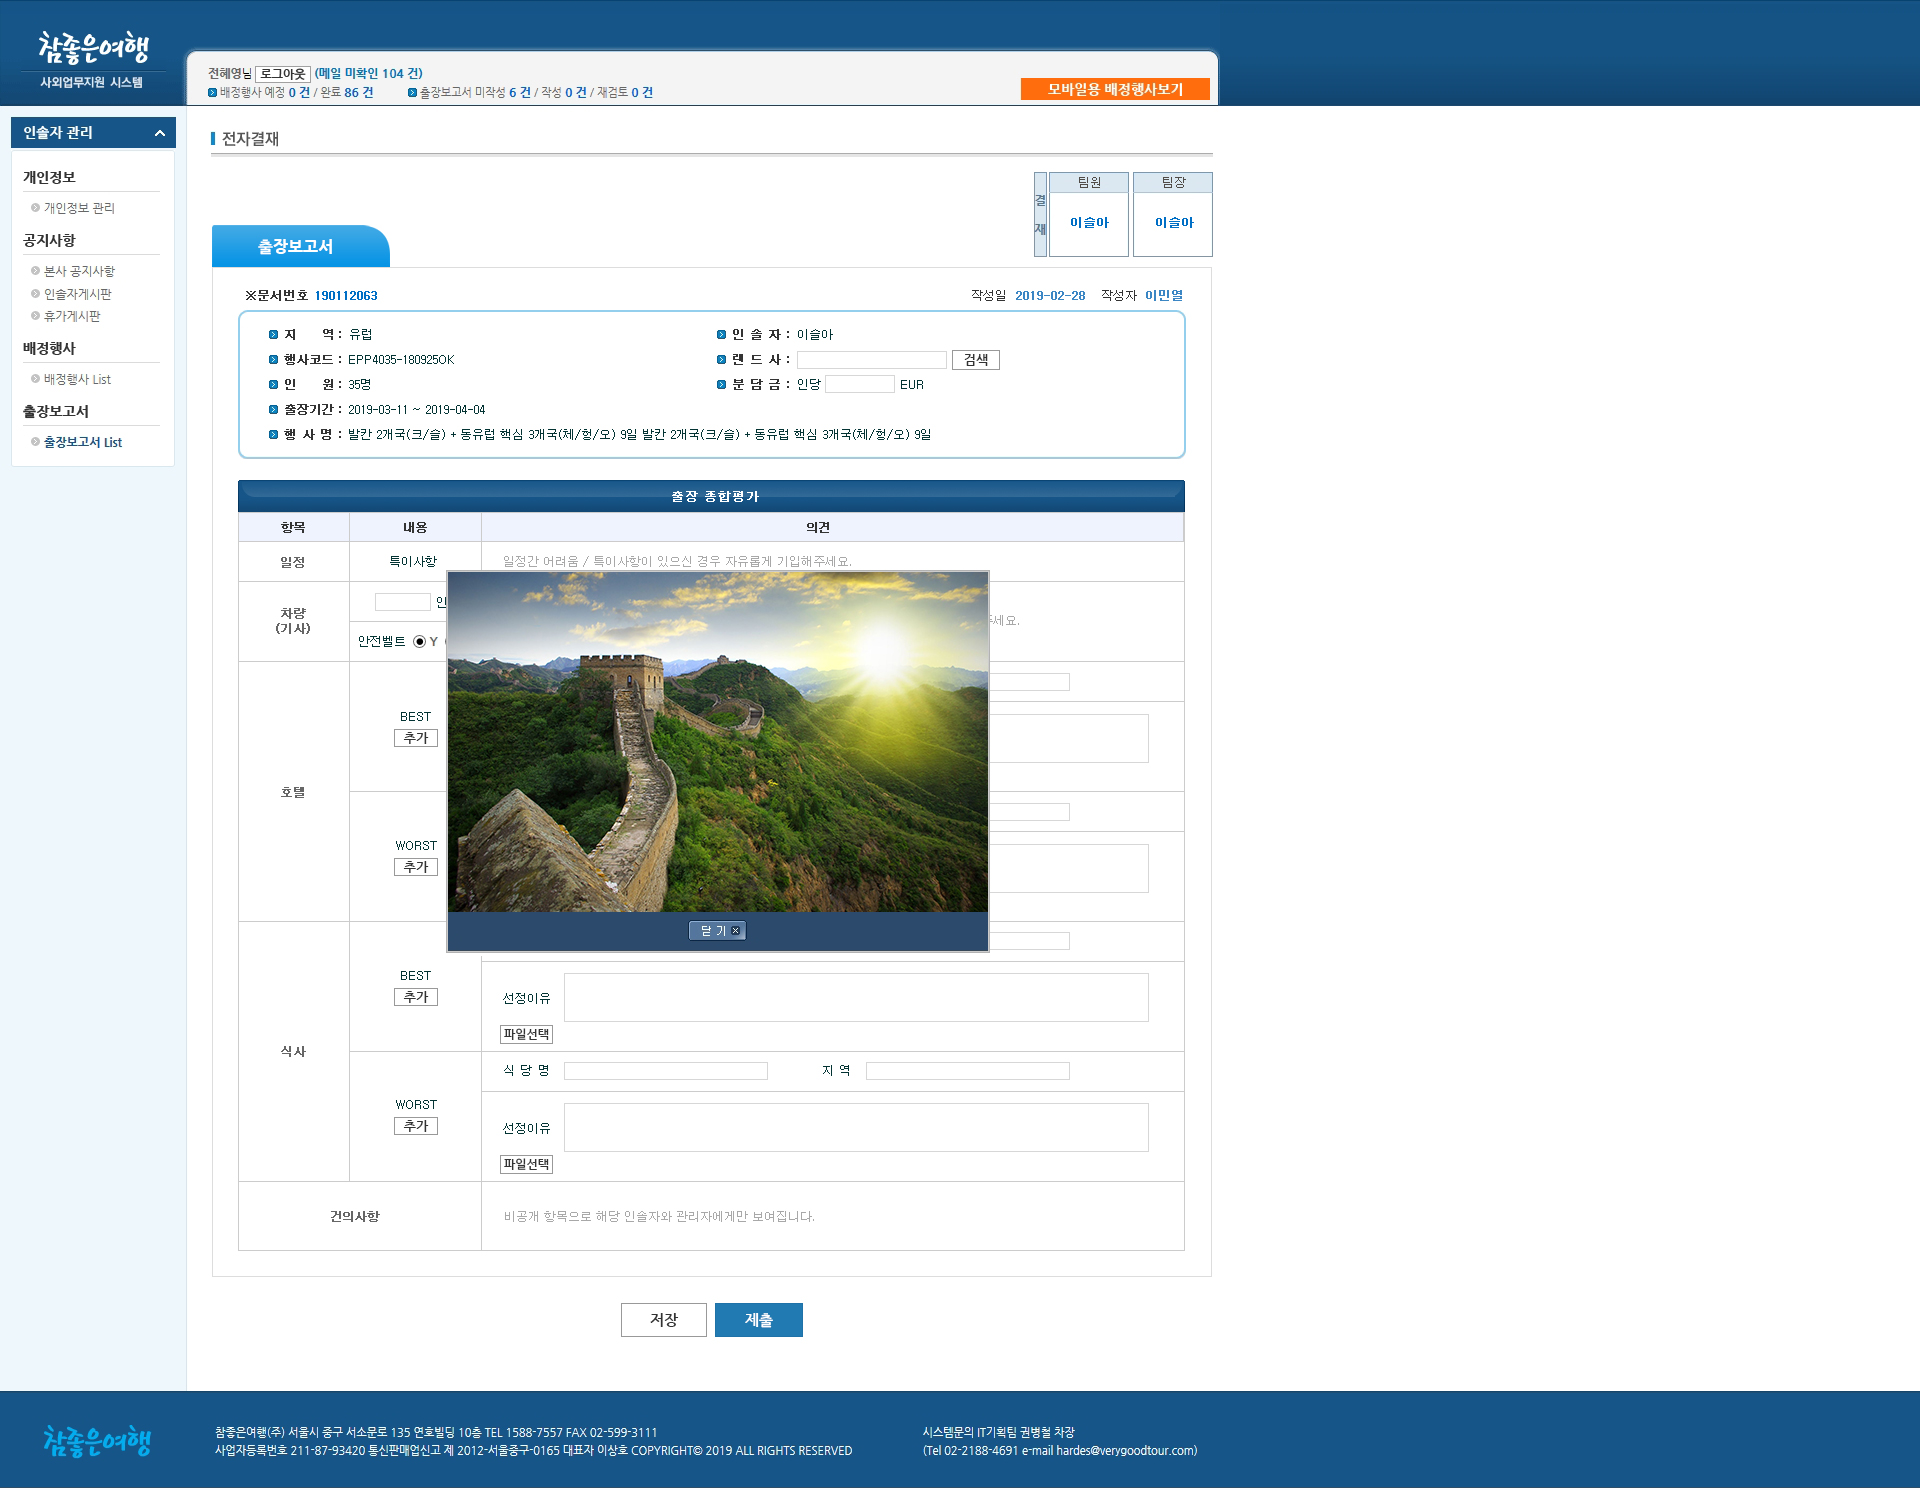 참좋은여행
사외업무지원 시스템
전혜영님 로그아웃 (메일 미확인 104 건)
배정행사 예정 0 건 / 완료 86 건 출장보고서 미작성 6 건 / 작성 0 건 / 재검토 0 건
모바일용 배정행사보기
인솔자 관리
개인정보
개인정보 관리
공지사항
본사 공지사항
인솔자게시판
휴가게시판
배정행사
배정행사 List
출장보고서
출장보고서 List
전자결재
결재
팀원 팀장
이슬아 이슬아
출장보고서
※문서번호 190112063 작성일 2019-02-28 작성자 이민열
지 역 : 유럽 인 솔 자 : 이슬아
행사코드 : EPP4035-180925OK 랜 드 사 : 검색
인 원 : 35명 분 담 금 : 인당 EUR
출장기간 : 2019-03-11 ~ 2019-04-04
행 사 명 : 발칸 2개국(크/슬) + 동유럽 핵심 3개국(체/헝/오) 9일 발칸 2개국(크/슬) + 동유럽 핵심 3개국(체/헝/오) 9일
출장 종합평가
항목 내용 의견
일정 특이사항 일정간 어려움 / 특이사항이 있으신 경우 자유롭게 기입해주세요.
차량
(기사)
인
세요.
안전벨트 Y
호텔
BEST
추가
WORST
추가
닫 기
식사
BEST
추가
선정이유
파일선택
식 당 명 지 역
WORST
추가
선정이유
파일선택
건의사항 비공개 항목으로 해당 인솔자와 관리자에게만 보여집니다.
저장 제출
참좋은여행
참좋은여행(주) 서울시 중구 서소문로 135 연호빌딩 10층 TEL 1588-7557 FAX 02-599-3111
사업자등록번호 211-87-93420 통신판매업신고 제 2012-서울중구-0165 대표자 이상호 COPYRIGHT© 2019 ALL RIGHTS RESERVED
시스템문의 IT기획팀 권병철 차장
(Tel 02-2188-4691 e-mail hardes@verygoodtour.com)